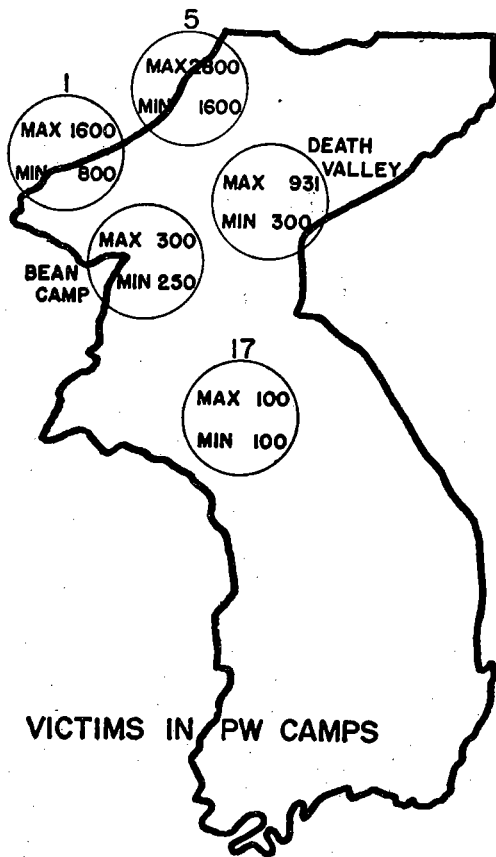 5
MAX 2800
MIN 1600
1
MAX 1600
MIN 800
DEATH
VALLEY
MAX 931
MIN 300
BEAN
CAMP
MAX 300
MIN 250
17
MAX 100
MIN 100
VICTIMS IN PW CAMPS